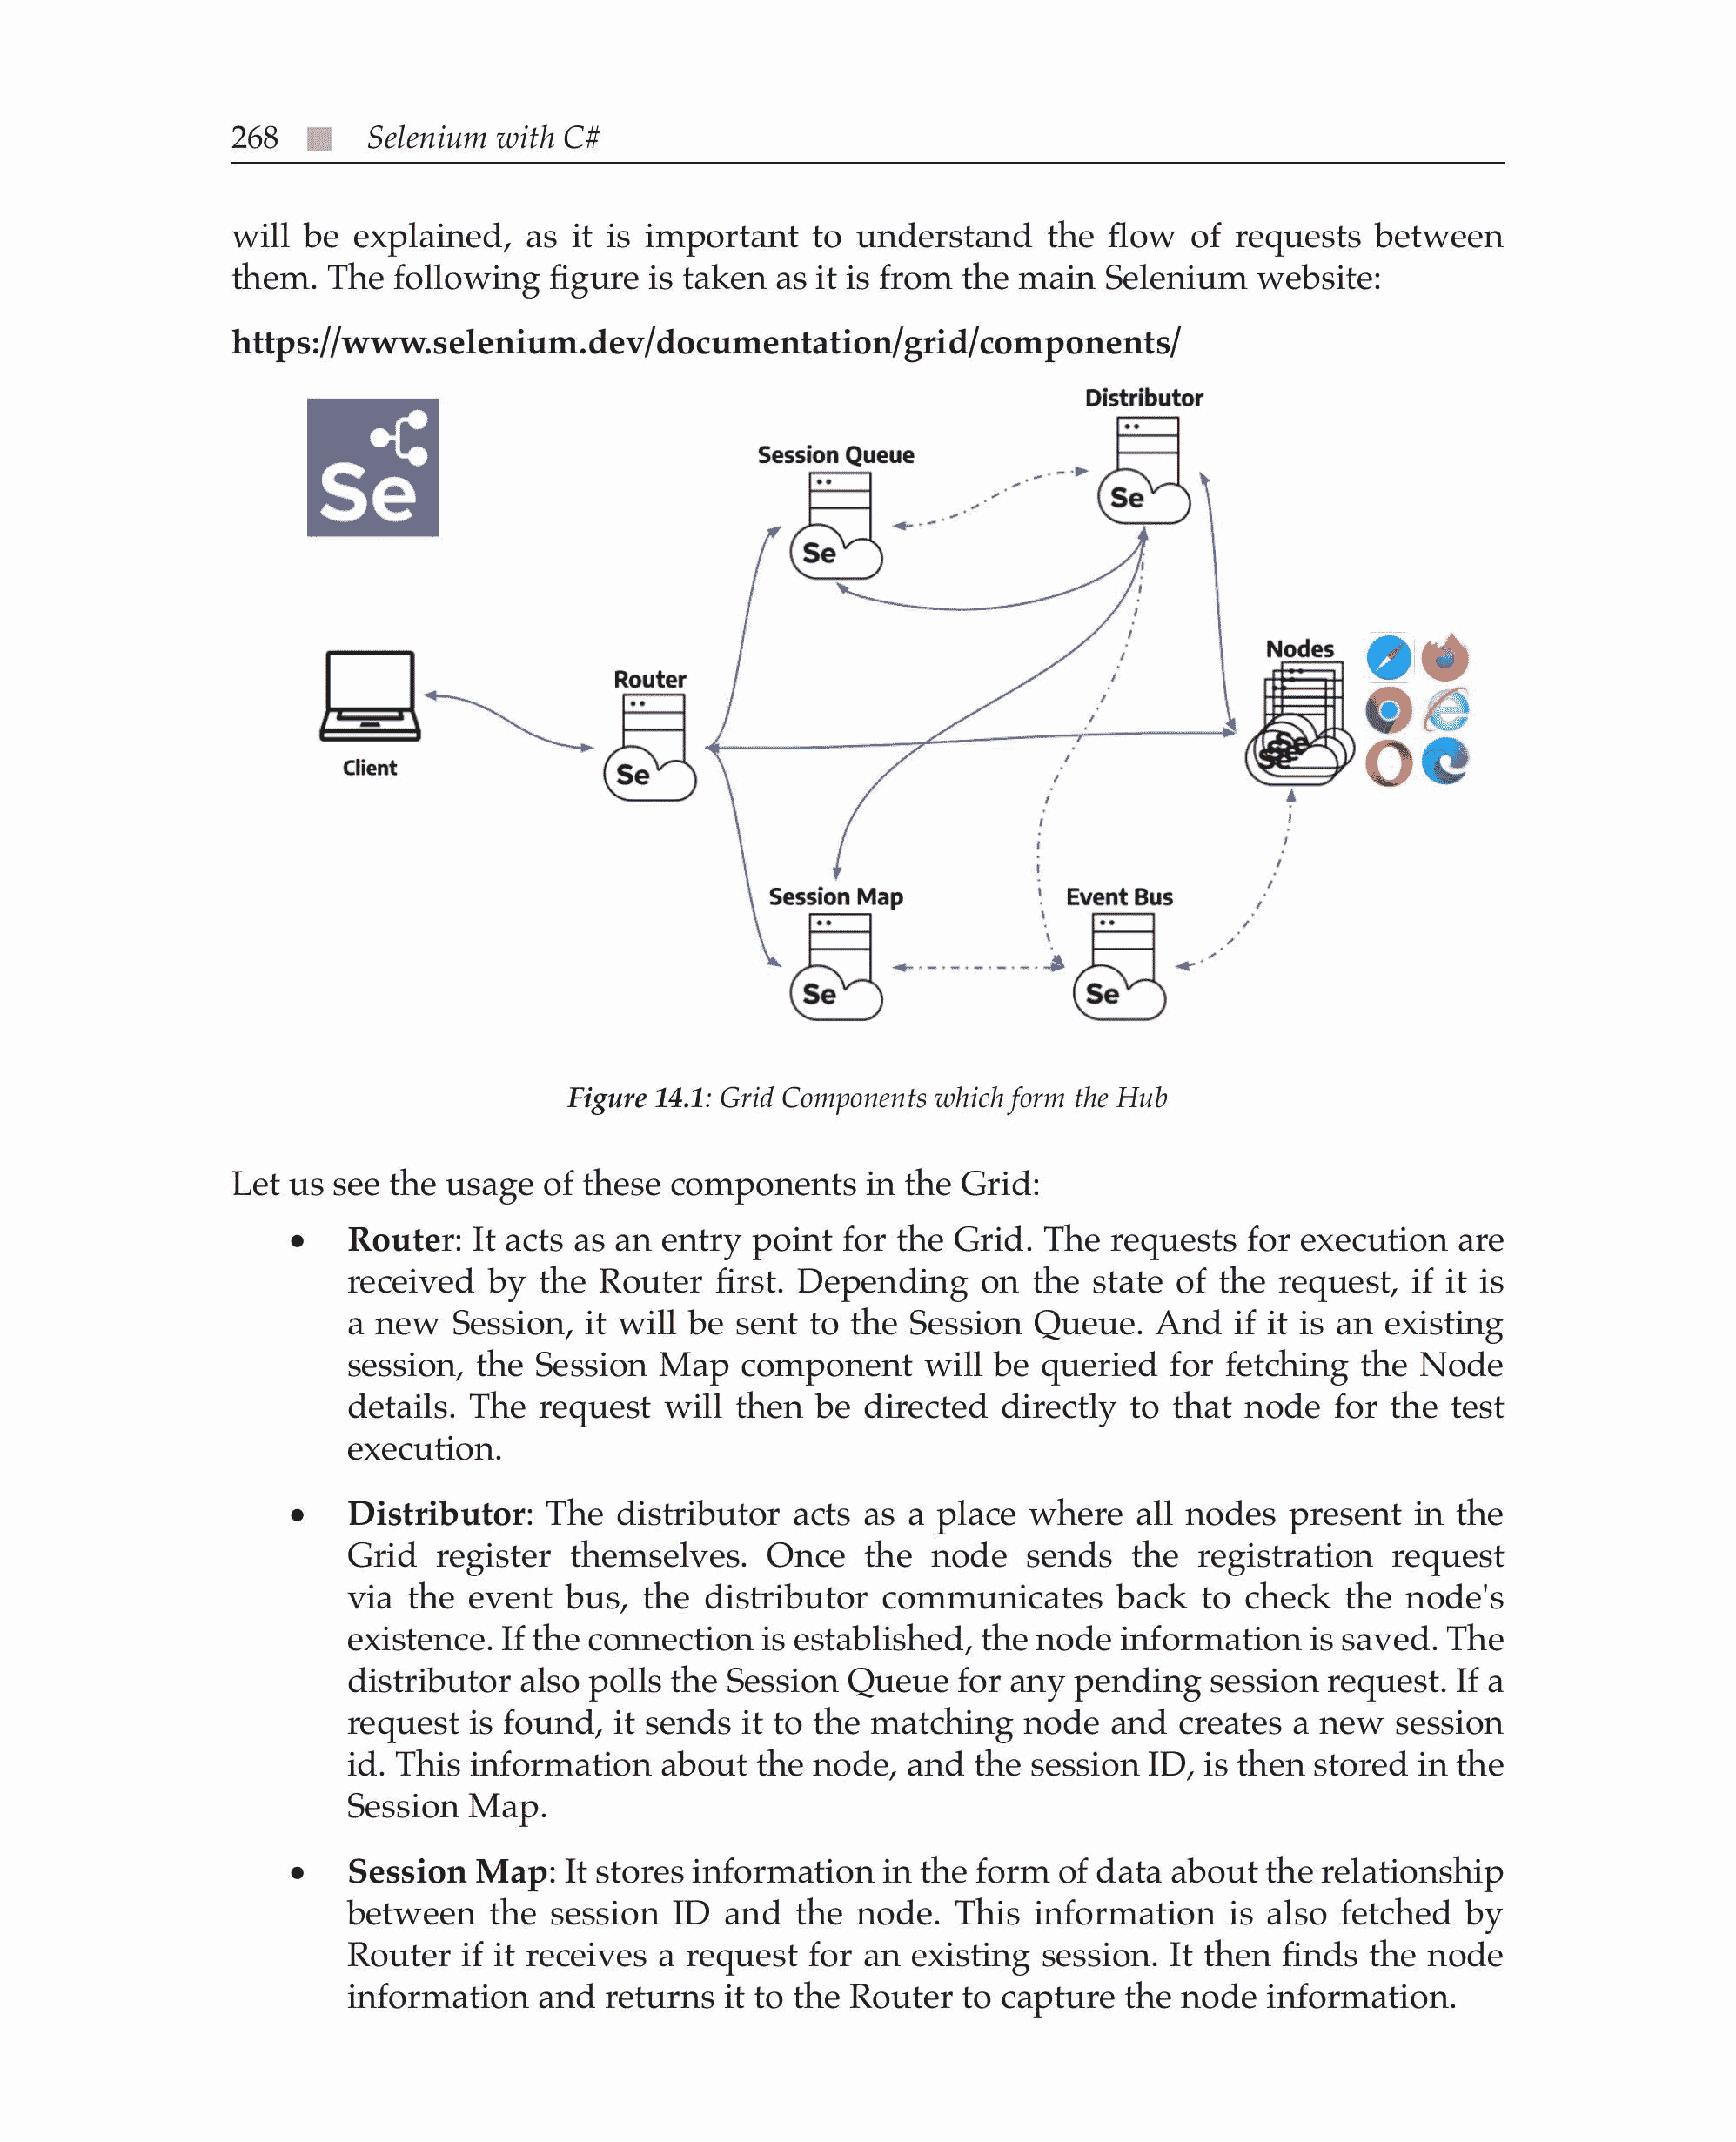 268 Selenium with C#
will be explained, as it is important to understand the flow of requests between
them. The following figure is taken as it is from the main Selenium website:
https://www.selenium.dev/documentation/grid/components/
Distributor
Session Queue
Se
Se
Se
Nodes
Router
Client
Se
Se
Se
Se
Session Map
Event Bus
Se
Se
Figure 14.1: Grid Components which form the Hub
Let us see the usage of these components in the Grid:
• Router: It acts as an entry point for the Grid. The requests for execution are
received by the Router first. Depending on the state of the request, if it is
a new Session, it will be sent to the Session Queue. And if it is an existing
session, the Session Map component will be queried for fetching the Node
details. The request will then be directed directly to that node for the test
execution.
• Distributor: The distributor acts as a place where all nodes present in the
Grid register themselves. Once the node sends the registration request
via the event bus, the distributor communicates back to check the node's
existence. If the connection is established, the node information is saved. The
distributor also polls the Session Queue for any pending session request. If a
request is found, it sends it to the matching node and creates a new session
id. This information about the node, and the session ID, is then stored in the
Session Map.
• Session Map: It stores information in the form of data about the relationship
between the session ID and the node. This information is also fetched by
Router if it receives a request for an existing session. It then finds the node
information and returns it to the Router to capture the node information.